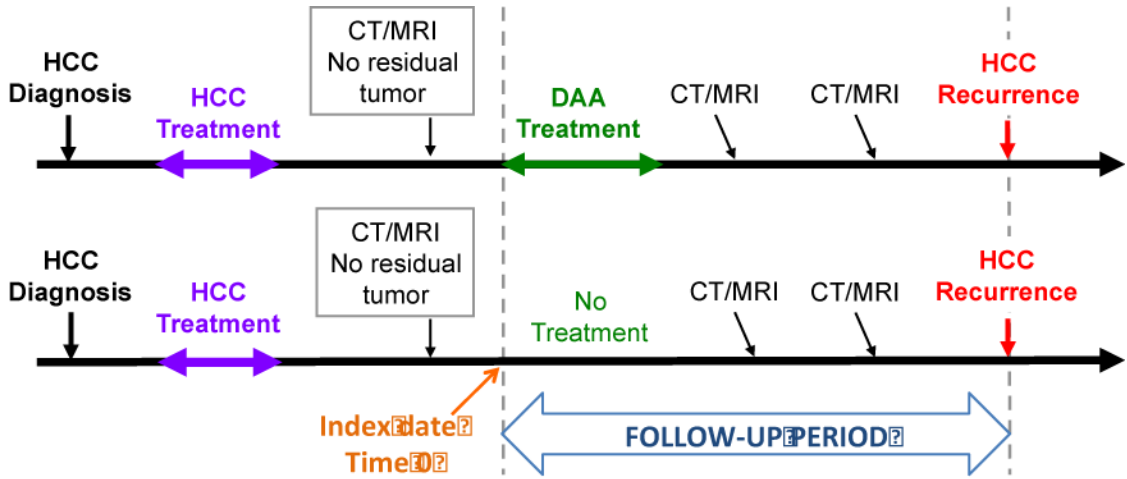 HCC
Diagnosis
HCC
Treatment
CT/MRI
No residual
tumor
DAA
Treatment
CT/MRI
CT/MRI
HCC
Recurrence
HCC
Diagnosis
HCC
Treatment
CT/MRI
No residual
tumor
No
Treatment
CT/MRI
CT/MRI
HCC
Recurrence
Index⍰date⍰
Time⍰0⍰
FOLLOW-UP⍰PERIOD⍰